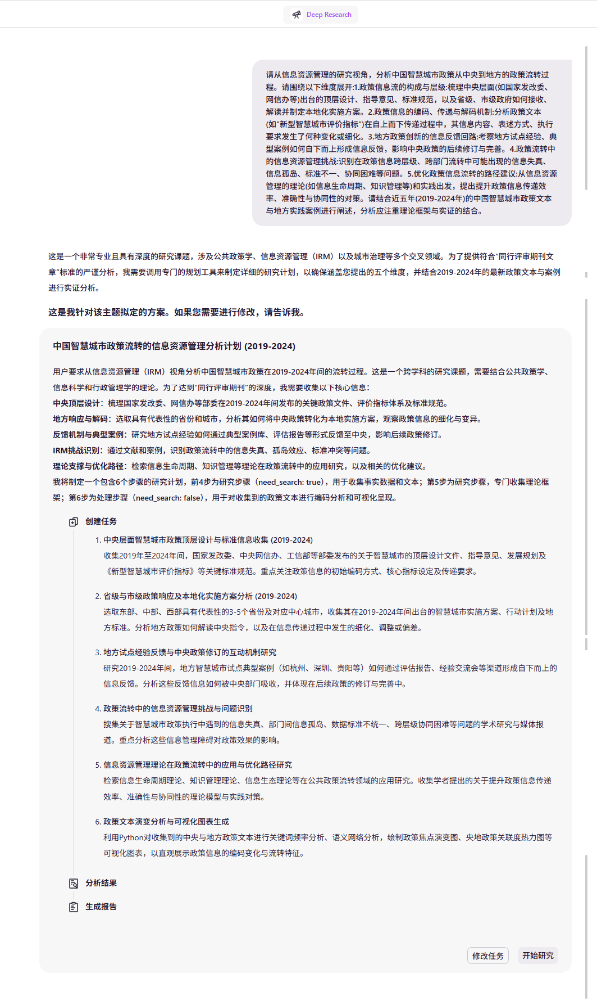 Deep Research
请从信息资源管理的研究视角，分析中国智慧城市政策从中央到地方的政策流转过
程。请围绕以下维度展开:1.政策信息流的构成与层级:梳理中央层面(如国家发改委、
网信办等)出台的顶层设计、指导意见、标准规范，以及省级、市级政府如何接收、
解读并制定本地化实施方案。2.政策信息的编码、传递与解码机制:分析政策文本
(如"新型智慧城市评价指标”)在自上而下传递过程中，其信息内容、表述方式、执行
要求发生了何种变化或细化。3.地方政策创新的信息反馈回路:考察地方试点经验、典
型案例如何自下而上形成信息反馈，影响中央政策的后续修订与完善。4.政策流转中
的信息资源管理挑战:识别在政策信息跨层级、跨部门流转中可能出现的信息失真、
信息孤岛、标准不一、协同困难等问题。5.优化政策信息流转的路径建议:从信息资源
管理的理论(如信息生命周期、知识管理等)和实践出发，提出提升政策信息传递效
率、准确性与协同性的对策。请结合近五年(2019-2024年)的中国智慧城市政策文本
与地方实践案例进行阐述，分析应注重理论框架与实证的结合。
这是一个非常专业且具有深度的研究课题，涉及公共政策学、信息资源管理（IRM）以及城市治理等多个交叉领域。为了提供符合“同行评审期刊文
章”标准的严谨分析，我需要调用专门的规划工具来制定详细的研究计划，以确保涵盖您提出的五个维度，并结合2019-2024年的最新政策文本与案例
进行实证分析。
这是我针对该主题拟定的方案。如果您需要进行修改，请告诉我。
中国智慧城市政策流转的信息资源管理分析计划 (2019-2024)
用户要求从信息资源管理（IRM）视角分析中国智慧城市政策在2019-2024年间的流转过程。这是一个跨学科的研究课题，需要结合公共政策学、
信息科学和行政管理学的理论。为了达到“同行评审期刊”的深度，我需要收集以下核心信息：
中央顶层设计：梳理国家发改委、网信办等部委在2019-2024年间发布的关键政策文件、评价指标体系及标准规范。
地方响应与解码：选取具有代表性的省份和城市，分析其如何将中央政策转化为本地实施方案，观察政策信息的细化与变异。
反馈机制与典型案例：研究地方试点经验如何通过典型案例库、评估报告等形式反馈至中央，影响后续政策修订。
IRM挑战识别：通过文献和案例，识别政策流转中的信息失真、孤岛效应、标准冲突等问题。
理论支撑与优化路径：检索信息生命周期、知识管理等理论在政策流转中的应用研究，以及相关的优化建议。
我将制定一个包含6个步骤的研究计划，前4步为研究步骤（need_search: true），用于收集事实数据和文本；第5步为研究步骤，专门收集理论框
架；第6步为处理步骤（need_search: false），用于对收集到的政策文本进行编码分析和可视化呈现。
创建任务
1. 中央层面智慧城市政策顶层设计与标准信息收集 (2019-2024)
收集2019年至2024年间，国家发改委、中央网信办、工信部等部委发布的关于智慧城市的顶层设计文件、指导意见、发展规划及
《新型智慧城市评价指标》等关键标准规范。重点关注政策信息的初始编码方式、核心指标设定及传递要求。
2. 省级与市级政策响应及本地化实施方案分析 (2019-2024)
选取东部、中部、西部具有代表性的3-5个省份及对应中心城市，收集其在2019-2024年间出台的智慧城市实施方案、行动计划及地
方标准。分析地方政策如何解读中央指令，以及在信息传递过程中发生的细化、调整或偏差。
3. 地方试点经验反馈与中央政策修订的互动机制研究
研究2019-2024年间，地方智慧城市试点典型案例（如杭州、深圳、贵阳等）如何通过评估报告、经验交流会等渠道形成自下而上的
信息反馈。分析这些反馈信息如何被中央部门吸收，并体现在后续政策的修订与完善中。
4. 政策流转中的信息资源管理挑战与问题识别
搜集关于智慧城市政策执行中遇到的信息失真、部门间信息孤岛、数据标准不统一、跨层级协同困难等问题的学术研究与媒体报
道。重点分析这些信息管理障碍对政策效果的影响。
5. 信息资源管理理论在政策流转中的应用与优化路径研究
检索信息生命周期理论、知识管理理论、信息生态理论等在公共政策流转领域的应用研究。收集学者提出的关于提升政策信息传递
效率、准确性与协同性的理论模型与实践对策。
6. 政策文本演变分析与可视化图表生成
利用Python对收集到的中央与地方政策文本进行关键词频率分析、语义网络分析，绘制政策焦点演变图、央地政策关联度热力图等
可视化图表，以直观展示政策信息的编码变化与流转特征。
分析结果
生成报告
修改任务
开始研究